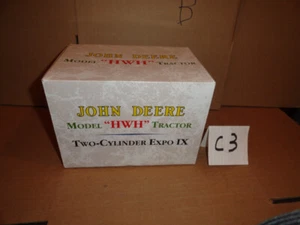 B
JOHN DEERE
MODEL "HWH" TRACTOR
JOHN DEERE
MODEL "HWH" TRACTOR
TWO-CYLINDER EXPO IX
C3